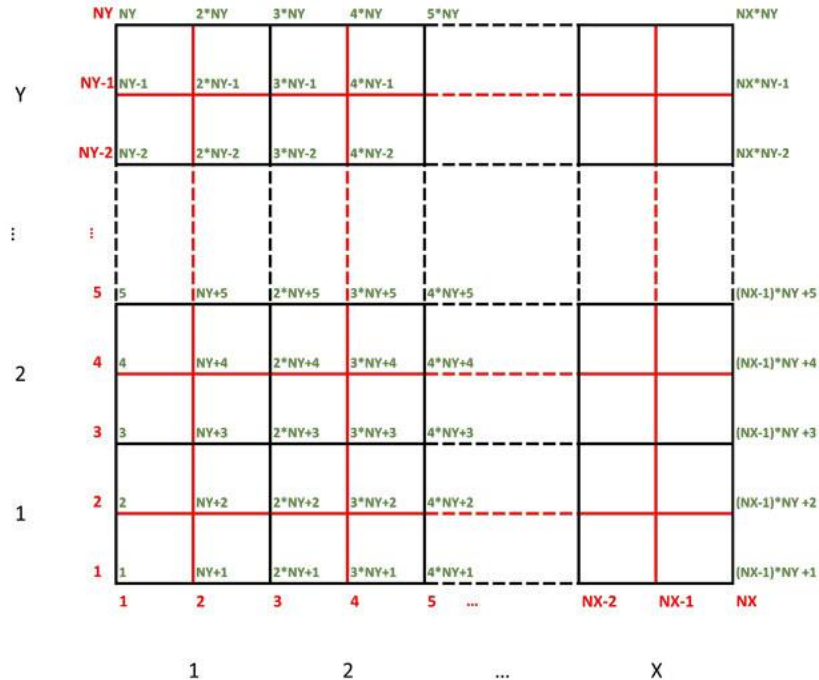 NY NY 2*NY 3*NY 4*NY 5*NY NX*NY
Y NY-1 NY-1 2*NY-1 3*NY-1 4*NY-1 NX*NY-1
NY-2 NY-2 2*NY-2 3*NY-2 4*NY-2 NX*NY-2
... ...
5 5 NY+5 2*NY+5 3*NY+5 4*NY+5 (NX-1)*NY +5
2 4 4 NY+4 2*NY+4 3*NY+4 4*NY+4 (NX-1)*NY +4
3 3 NY+3 2*NY+3 3*NY+3 4*NY+3 (NX-1)*NY +3
1 2 2 NY+2 2*NY+2 3*NY+2 4*NY+2 (NX-1)*NY +2
1 1 NY+1 2*NY+1 3*NY+1 4*NY+1 (NX-1)*NY +1
1 2 3 4 5 ... NX-2 NX-1 NX
1 2 ... X